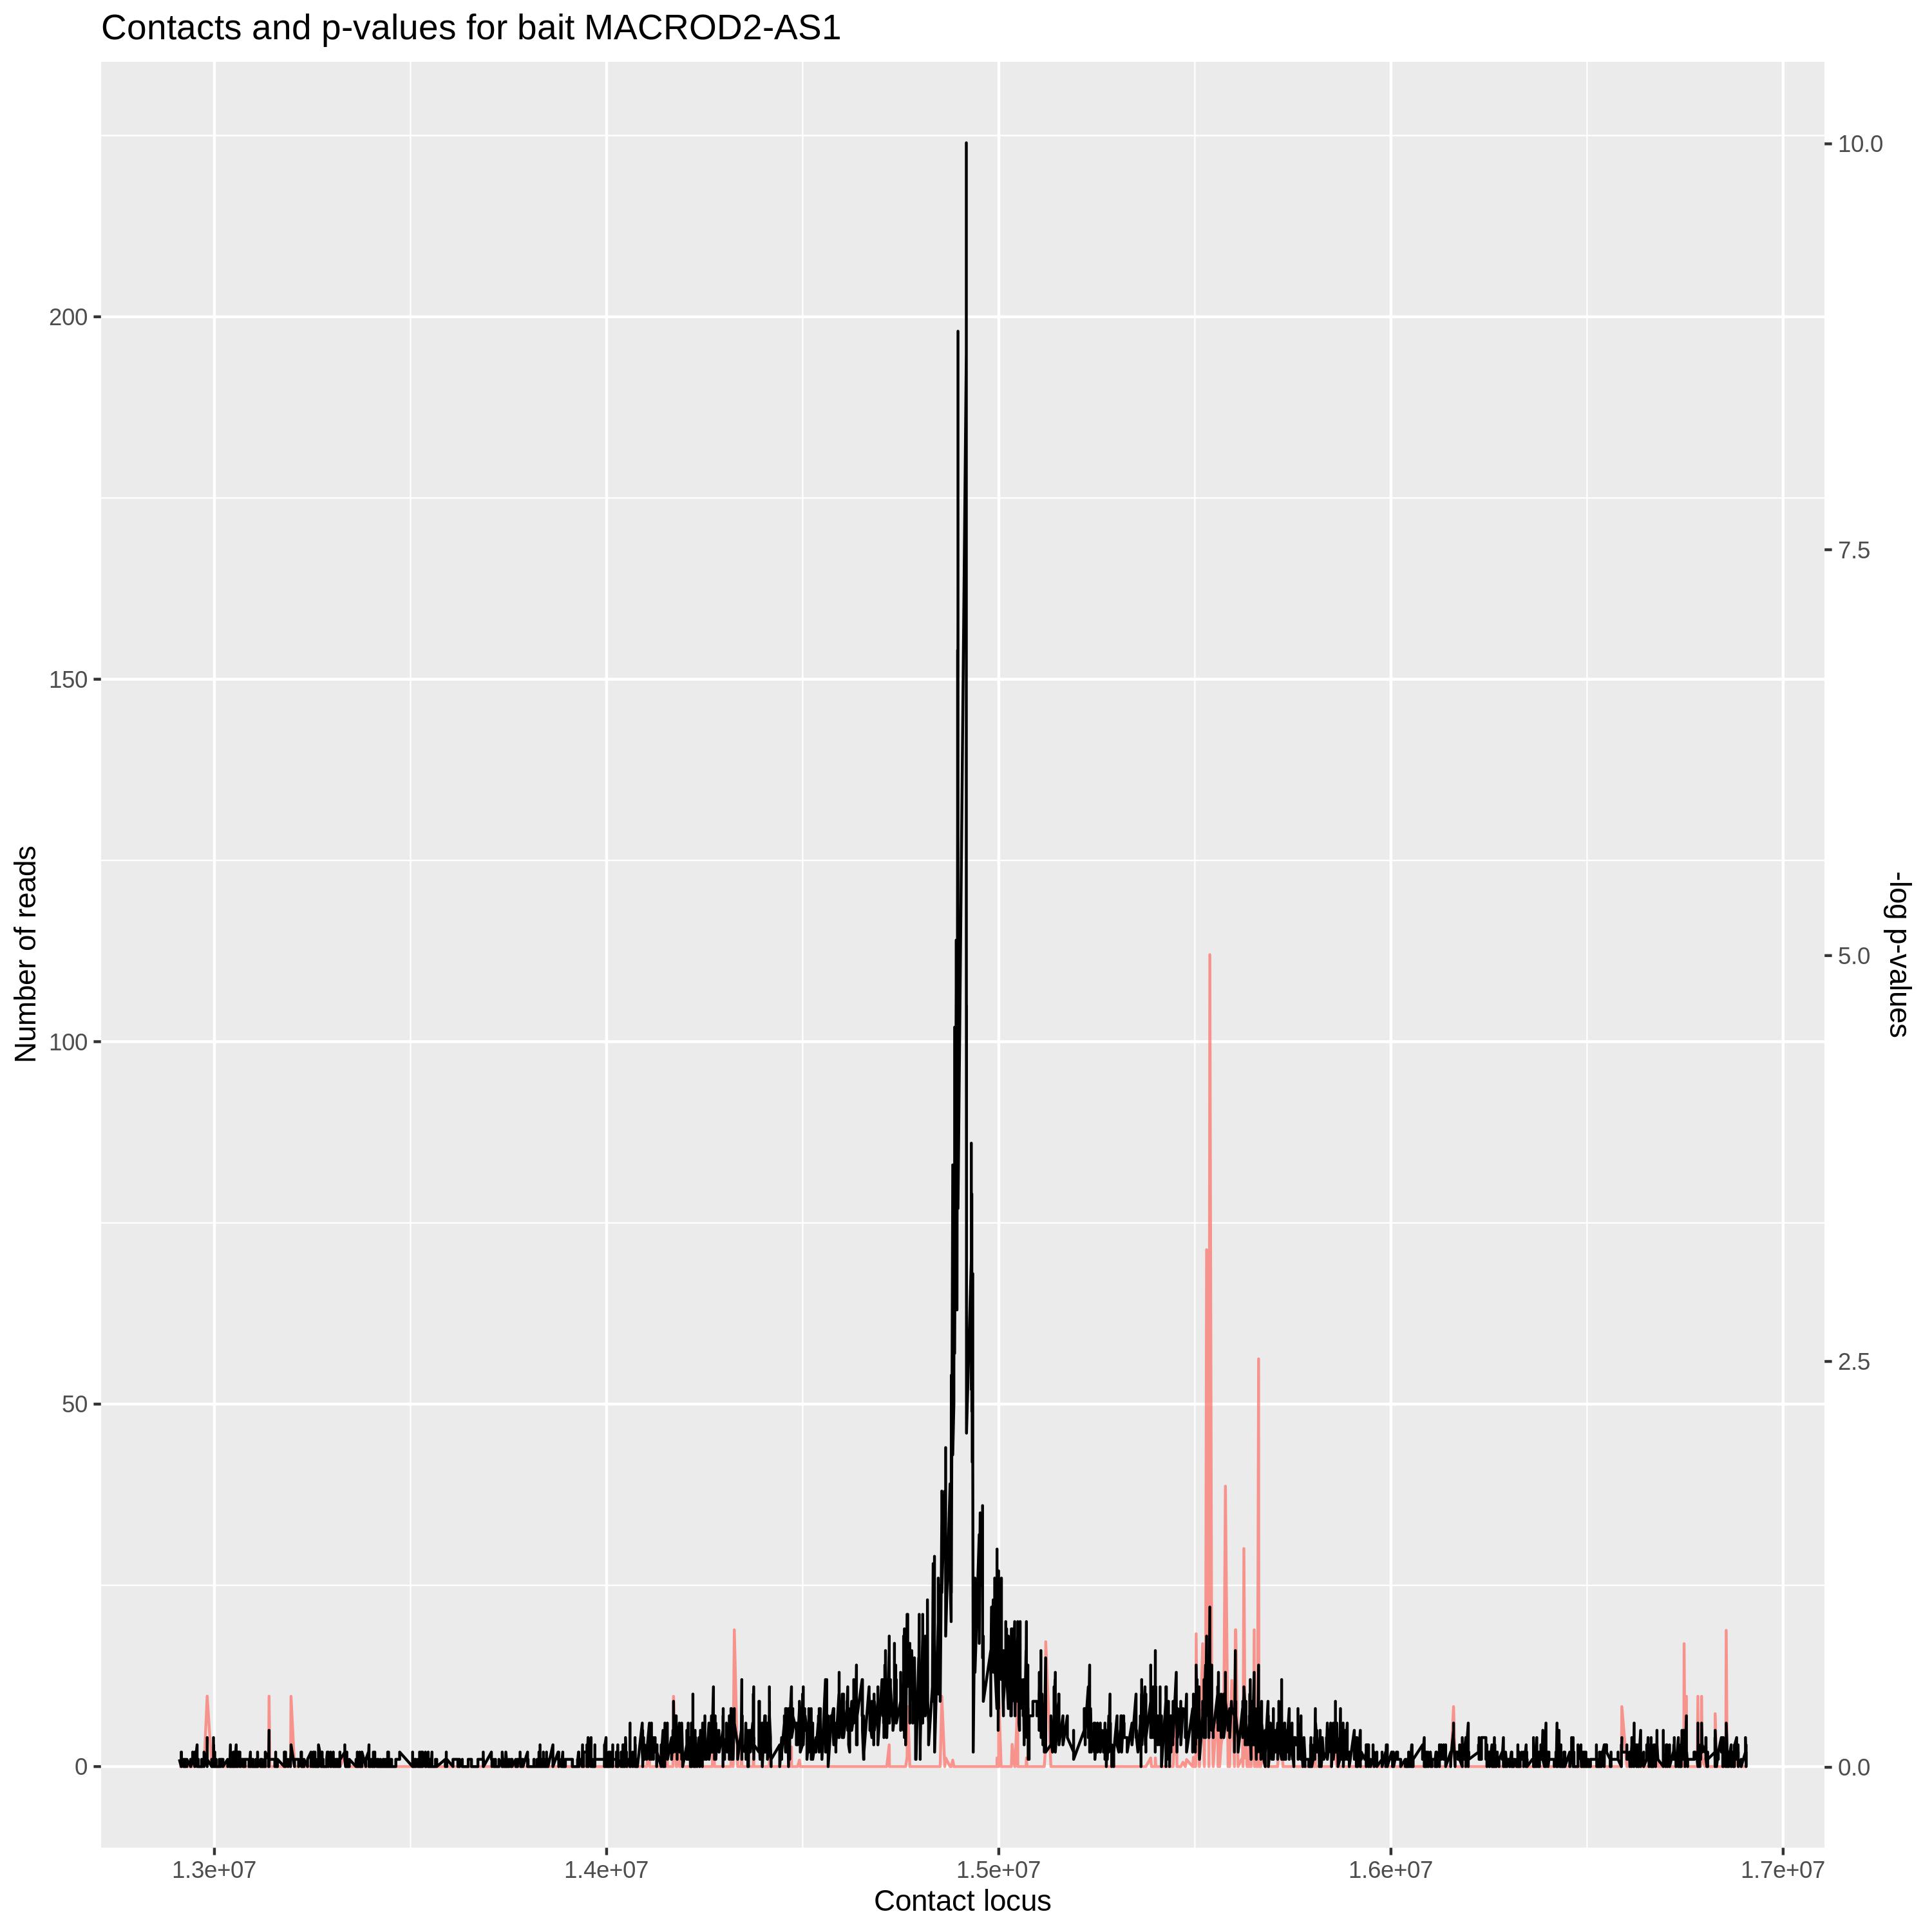 Contacts and p-values for bait MACROD2-AS1
Number of reads
200
150
100
50
0
10.0
7.5
5.0
2.5
0.0
-log p-values
1.3e+07
1.4e+07
1.5e+07
1.6e+07
1.7e+07
Contact locus